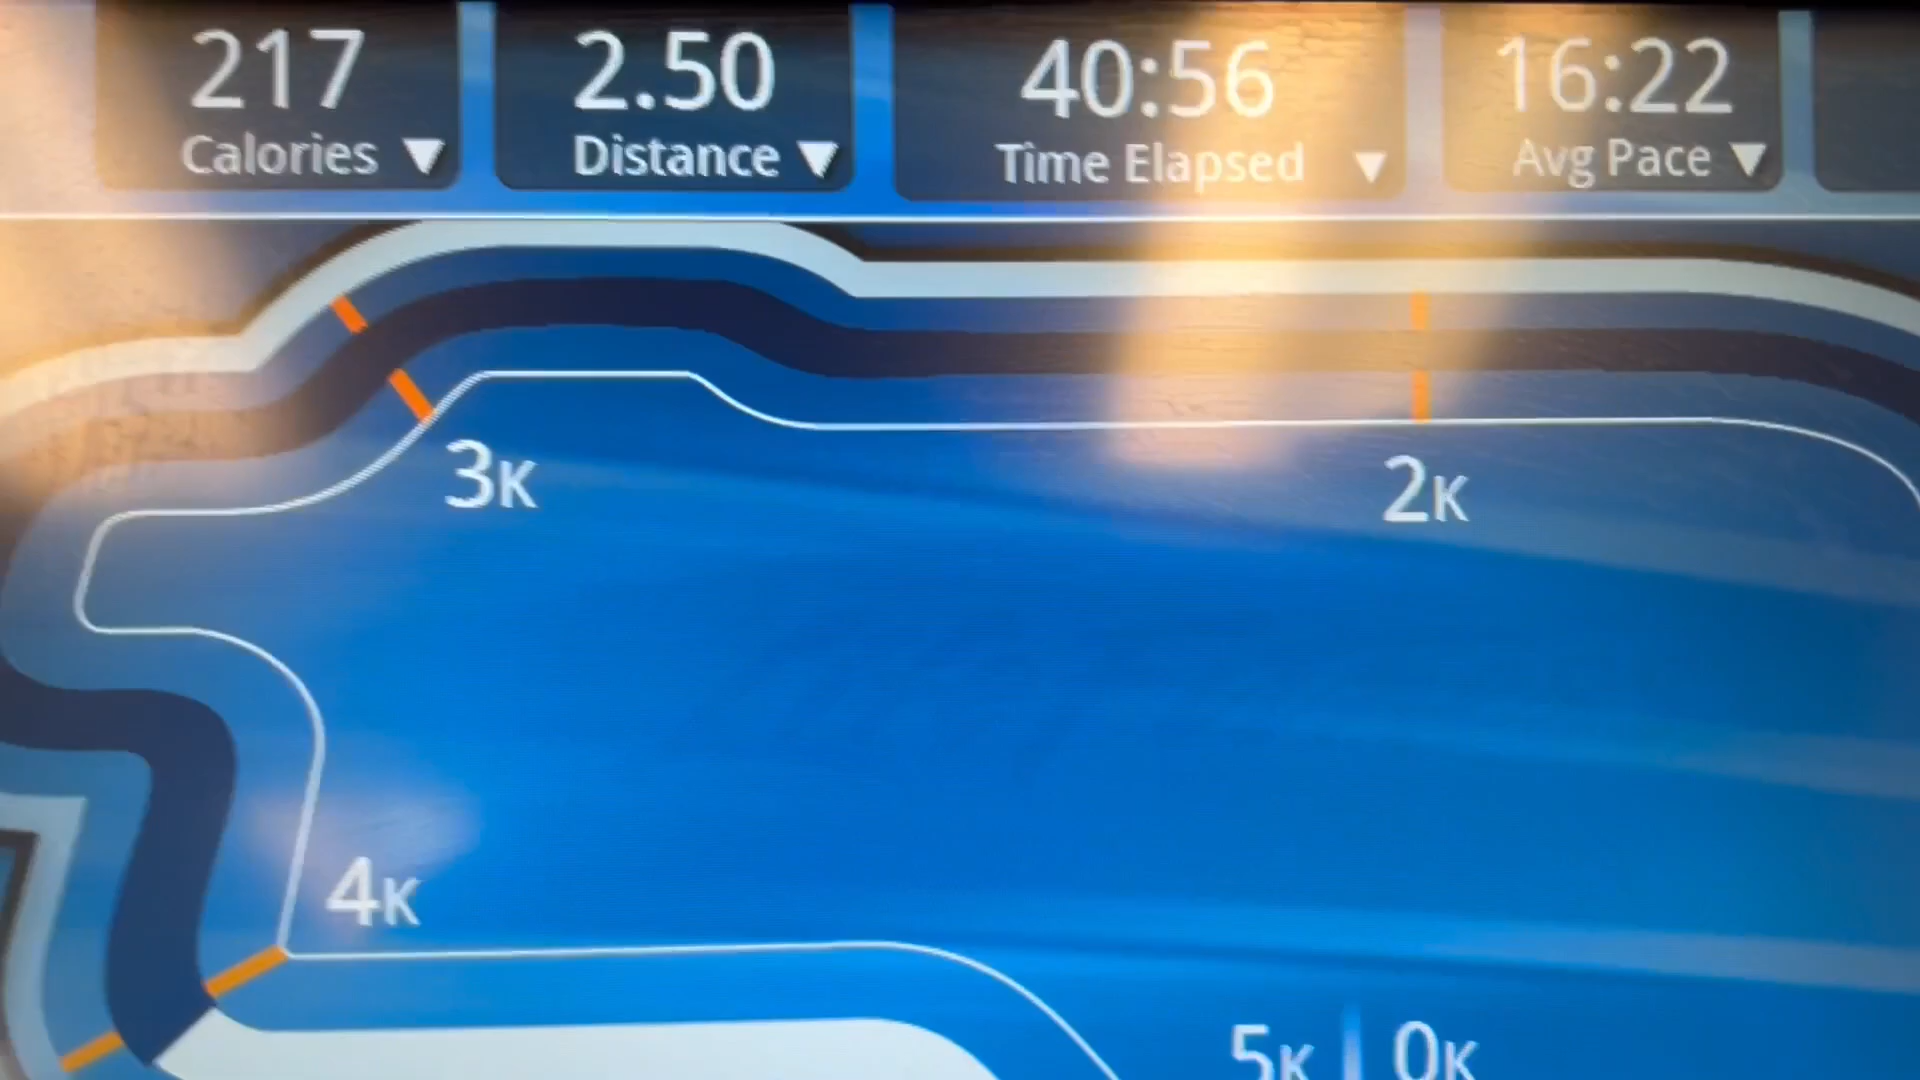 217 2.50 40:56 16:22
Calories ▼ Distance ▼ Time Elapsed ▼ Avg Pace ▼
3K 2K
4K
5K 0K